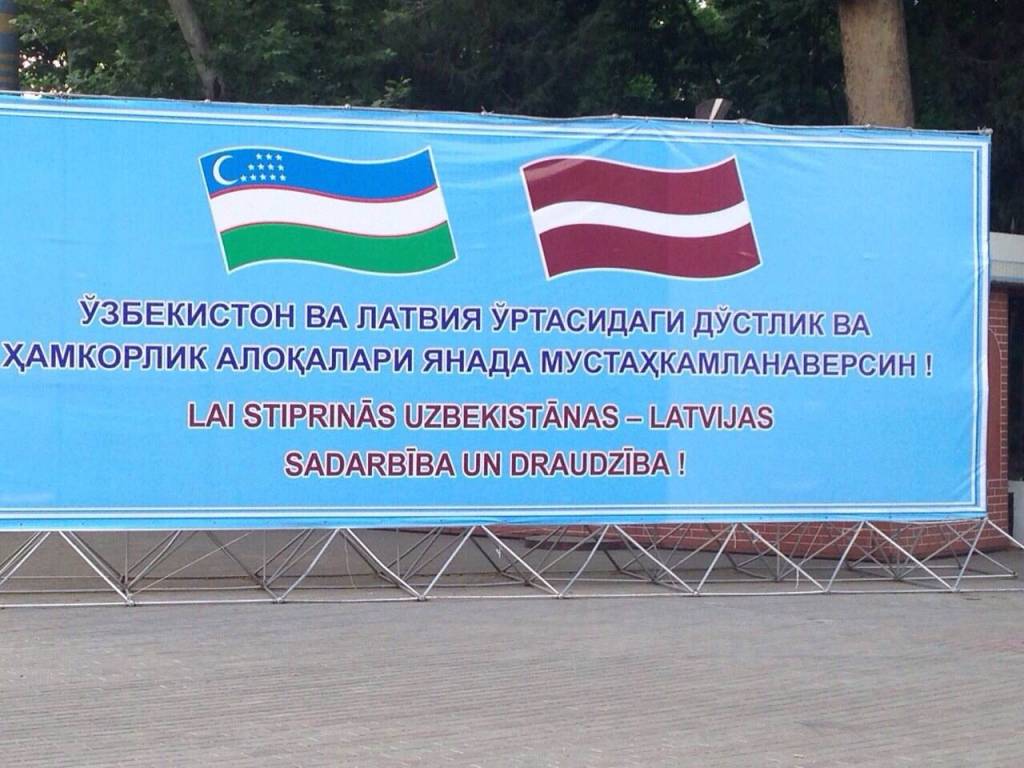 ЎЗБЕКИСТОН ВА ЛАТВИЯ ЎРТАСИДАГИ ДЎСТЛИК ВА
ҲАМКОРЛИК АЛОҚАЛАРИ ЯНАДА МУСТАҲКАМЛАНАВЕРСИН !
LAI STIPRINĀS UZBEKISTĀNAS – LATVIJAS
SADARBĪBA UN DRAUDZĪBA !